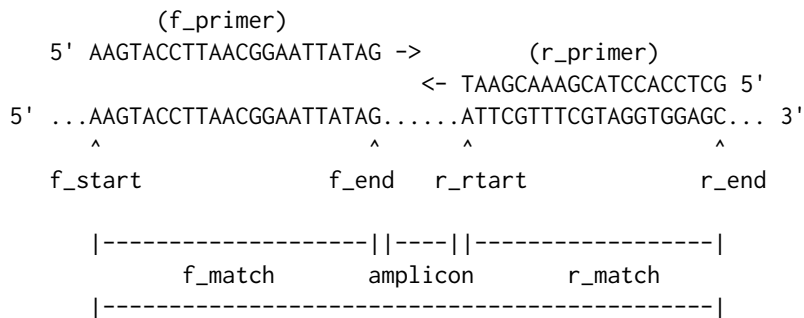 (f_primer)
5' AAGTACCTTAACGGAATTATAG -> (r_primer)
<- TAAGCAAAGCATCCACCTCG 5'
5' ...AAGTACCTTAACGGAATTATAG......ATTCGTTTCGTAGGTGGAGC... 3'
^ ^ ^ ^
f_start f_end r_rtart r_end
|---------------------||----||------------------|
f_match amplicon r_match
|-----------------------------------------------|